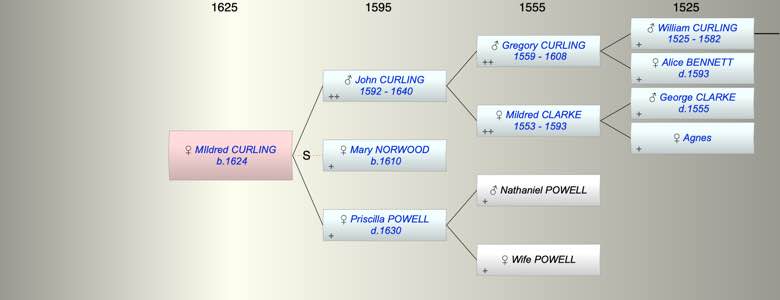 1625 1595 1555 1525
♂ William CURLING
1525 - 1582
+
♂ Gregory CURLING
1559 - 1608
++
♀ Alice BENNETT
d.1593
+
♂ John CURLING
1592 - 1640
++
♂ George CLARKE
d.1555
+
♀ Mildred CLARKE
1553 - 1593
++
♀ Agnes
+
♀ MIldred CURLING
b.1624
S
♀ Mary NORWOOD
b.1610
+
♂ Nathaniel POWELL
+
♀ Priscilla POWELL
d.1630
+
♀ Wife POWELL
+